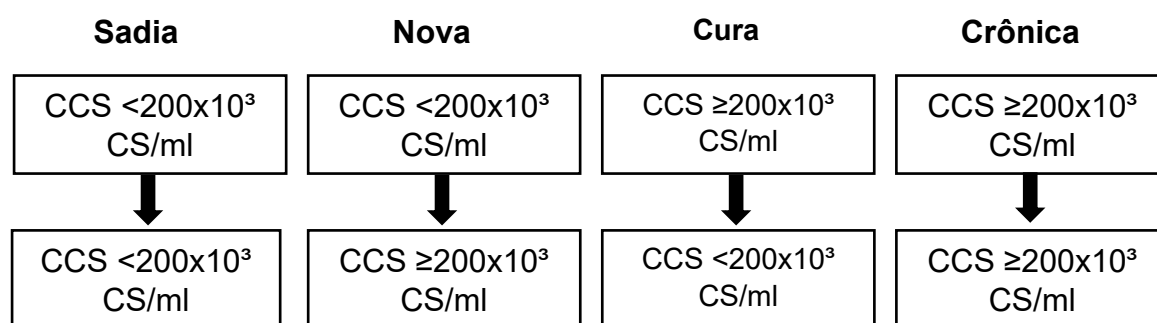 Sadia Nova Cura Crônica
CCS <200x10³ CCS <200x10³ CCS ≥200x10³ CCS ≥200x10³
CS/ml CS/ml CS/ml CS/ml
CCS <200x10³ CCS ≥200x10³ CCS <200x10³ CCS ≥200x10³
CS/ml CS/ml CS/ml CS/ml